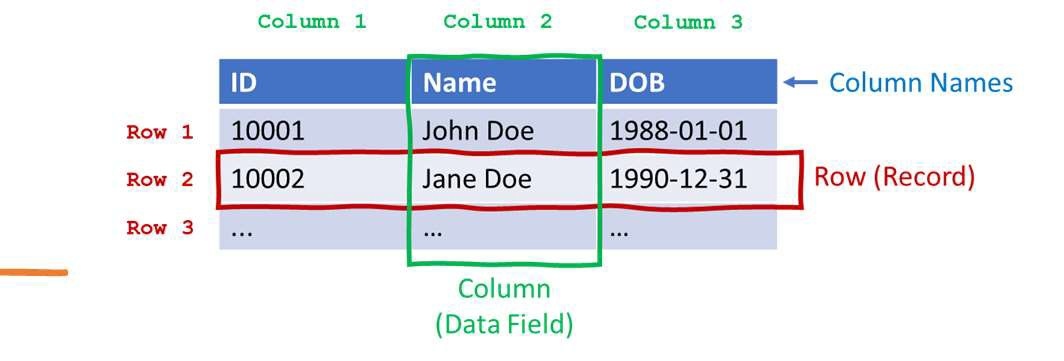 Column 1 Column 2 Column 3
ID Name DOB
Column Names
Row 1 10001 John Doe 1988-01-01
Row 2 10002 Jane Doe 1990-12-31 Row (Record)
Row 3 ... ... ...
Column
(Data Field)